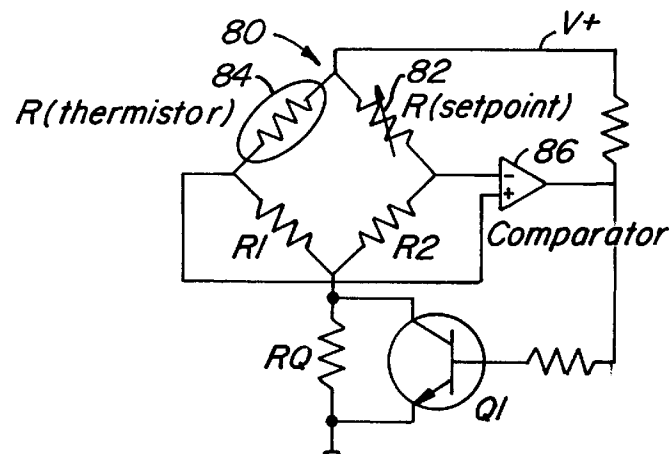 80
V+
84
82
R(thermistor)
R(setpoint)
86
-
+
Comparator
R1
R2
RQ
Q1